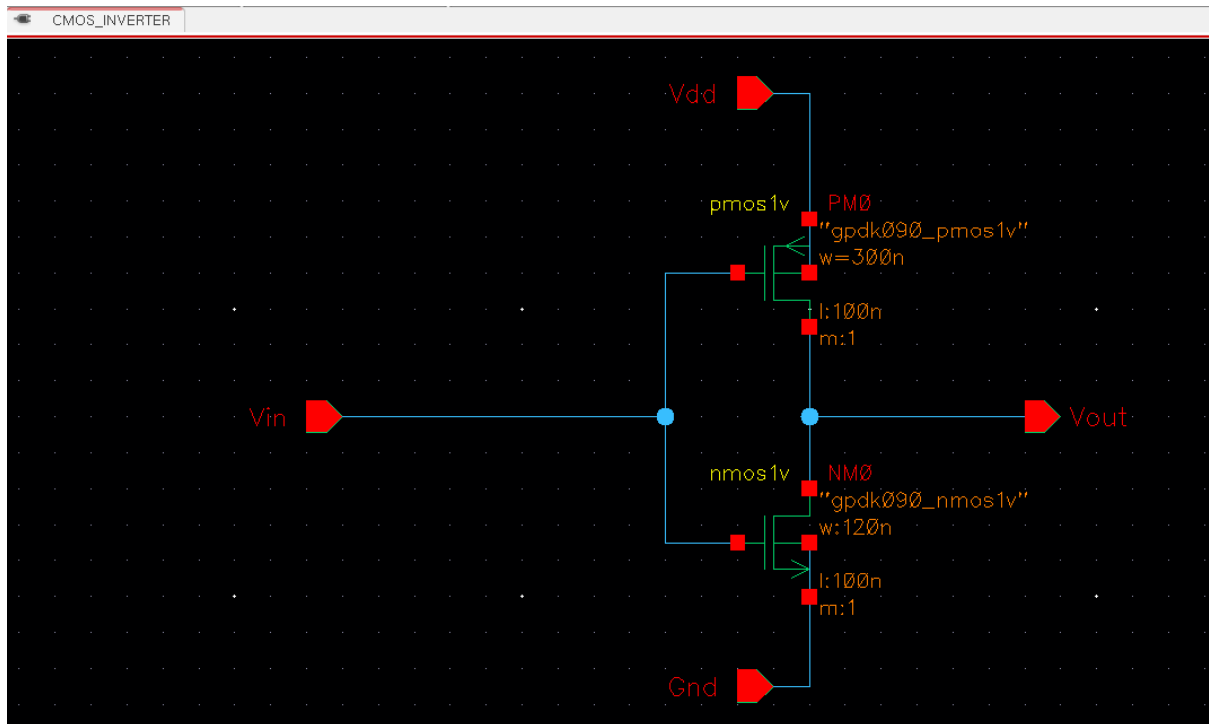 CMOS_INVERTER
Vdd
pmos1v PM0
"gpdk090_pmos1v"
w=300n
l:100n
m:1
Vin
Vout
nmos1v NM0
"gpdk090_nmos1v"
w:120n
l:100n
m:1
Gnd